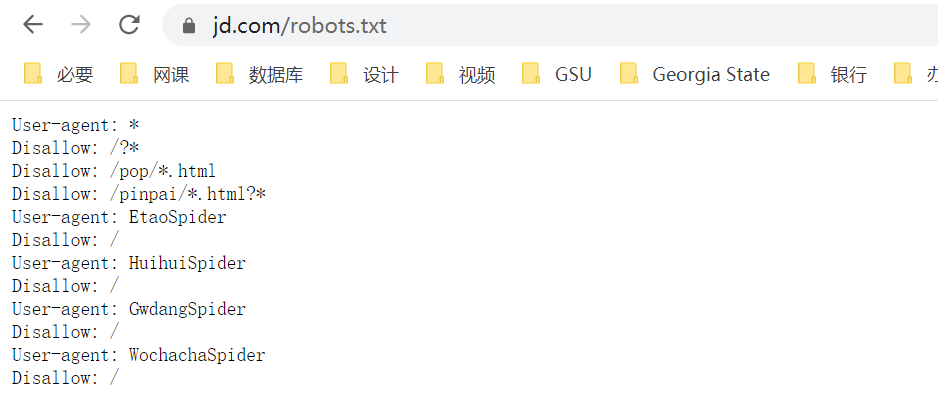 jd.com/robots.txt
必要 网课 数据库 设计 视频 GSU Georgia State 银行
User-agent: *
Disallow: /?*
Disallow: /pop/*.html
Disallow: /pinpai/*.html?*
User-agent: EtaoSpider
Disallow: /
User-agent: HuihuiSpider
Disallow: /
User-agent: GwdangSpider
Disallow: /
User-agent: WochachaSpider
Disallow: /